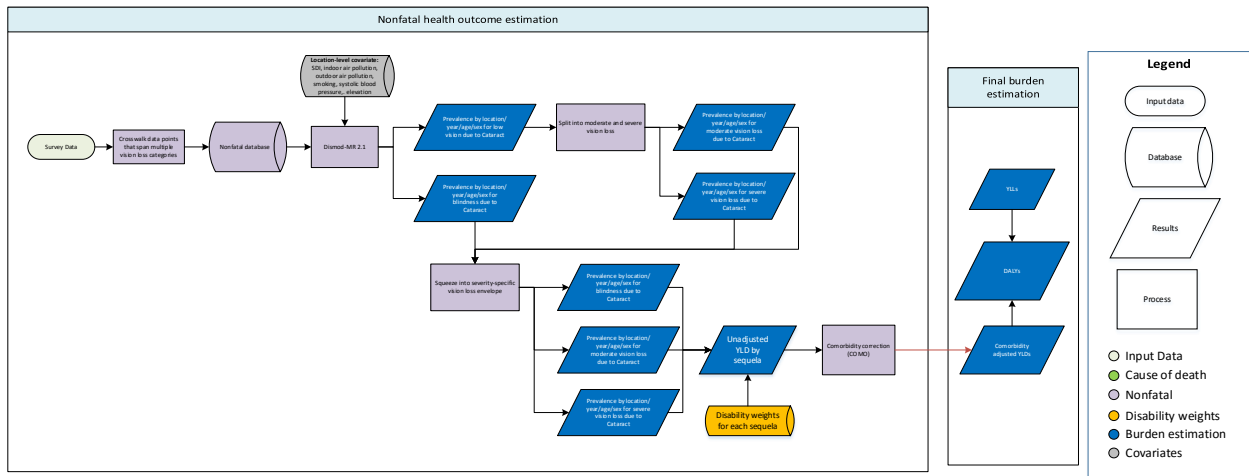 Nonfatal health outcome estimation
Location-level covariate:
SDI, indoor air pollution,
outdoor air pollution,
smoking, systolic blood
pressure,, elevation
Survey Data
Crosswalk data points
that span multiple
vision loss categories
Nonfatal database
Dismod-MR 2.1
Prevalence by location/
year/age/sex for low
vision due to Cataract
Split into moderate and severe
vision loss
Prevalence by location/
year/age/sex for
moderate vision loss
due to Cataract
Prevalence by location/
year/age/sex for
blindness due to
Cataract
Prevalence by location/
year/age/sex for severe
vision loss due to
Cataract
Squeeze into severity-specific
vision loss envelope
Prevalence by location/
year/age/sex for
blindness due to
Cataract
Prevalence by location/
year/age/sex for
moderate vision loss
due to Cataract
Prevalence by location/
year/age/sex for severe
vision loss due to
Cataract
Unadjusted
YLD by
sequela
Disability weights
for each sequela
Comorbidity correction
(COMO)
Final burden
estimation
YLLs
DALYs
Comorbidity
adjusted YLDs
Legend
Input data
Database
Results
Process
Input Data
Cause of death
Nonfatal
Disability weights
Burden estimation
Covariates